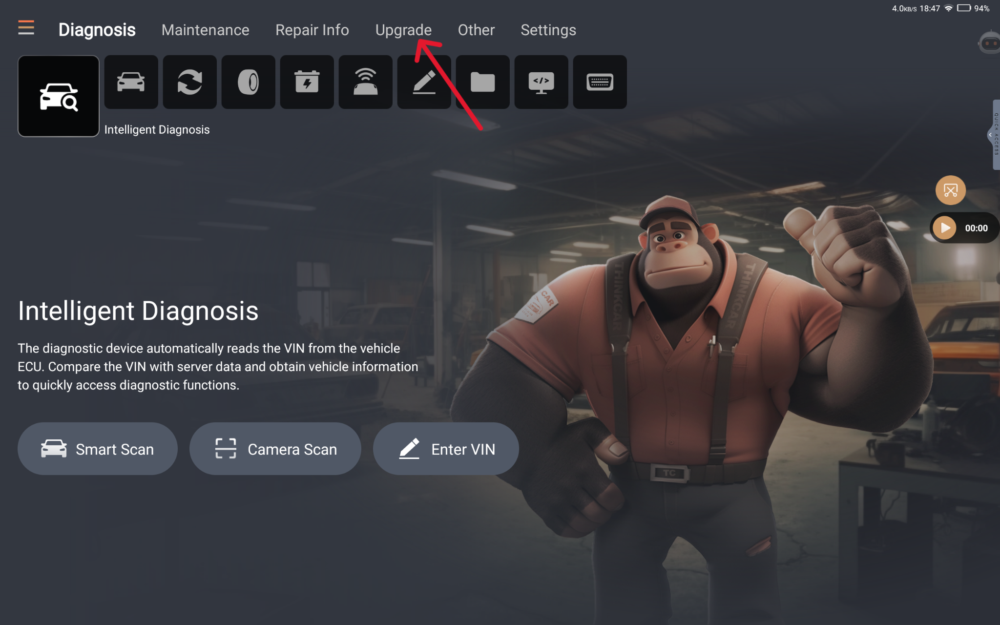 4.0KB/S 18:47 94%
Diagnosis Maintenance Repair Info Upgrade Other Settings
</>
Intelligent Diagnosis
QUICK ACCESS
00:00
THINKCAR THINKCAR
CAR
Intelligent Diagnosis
The diagnostic device automatically reads the VIN from the vehicle
ECU. Compare the VIN with server data and obtain vehicle information
to quickly access diagnostic functions.
Smart Scan Camera Scan Enter VIN
TC